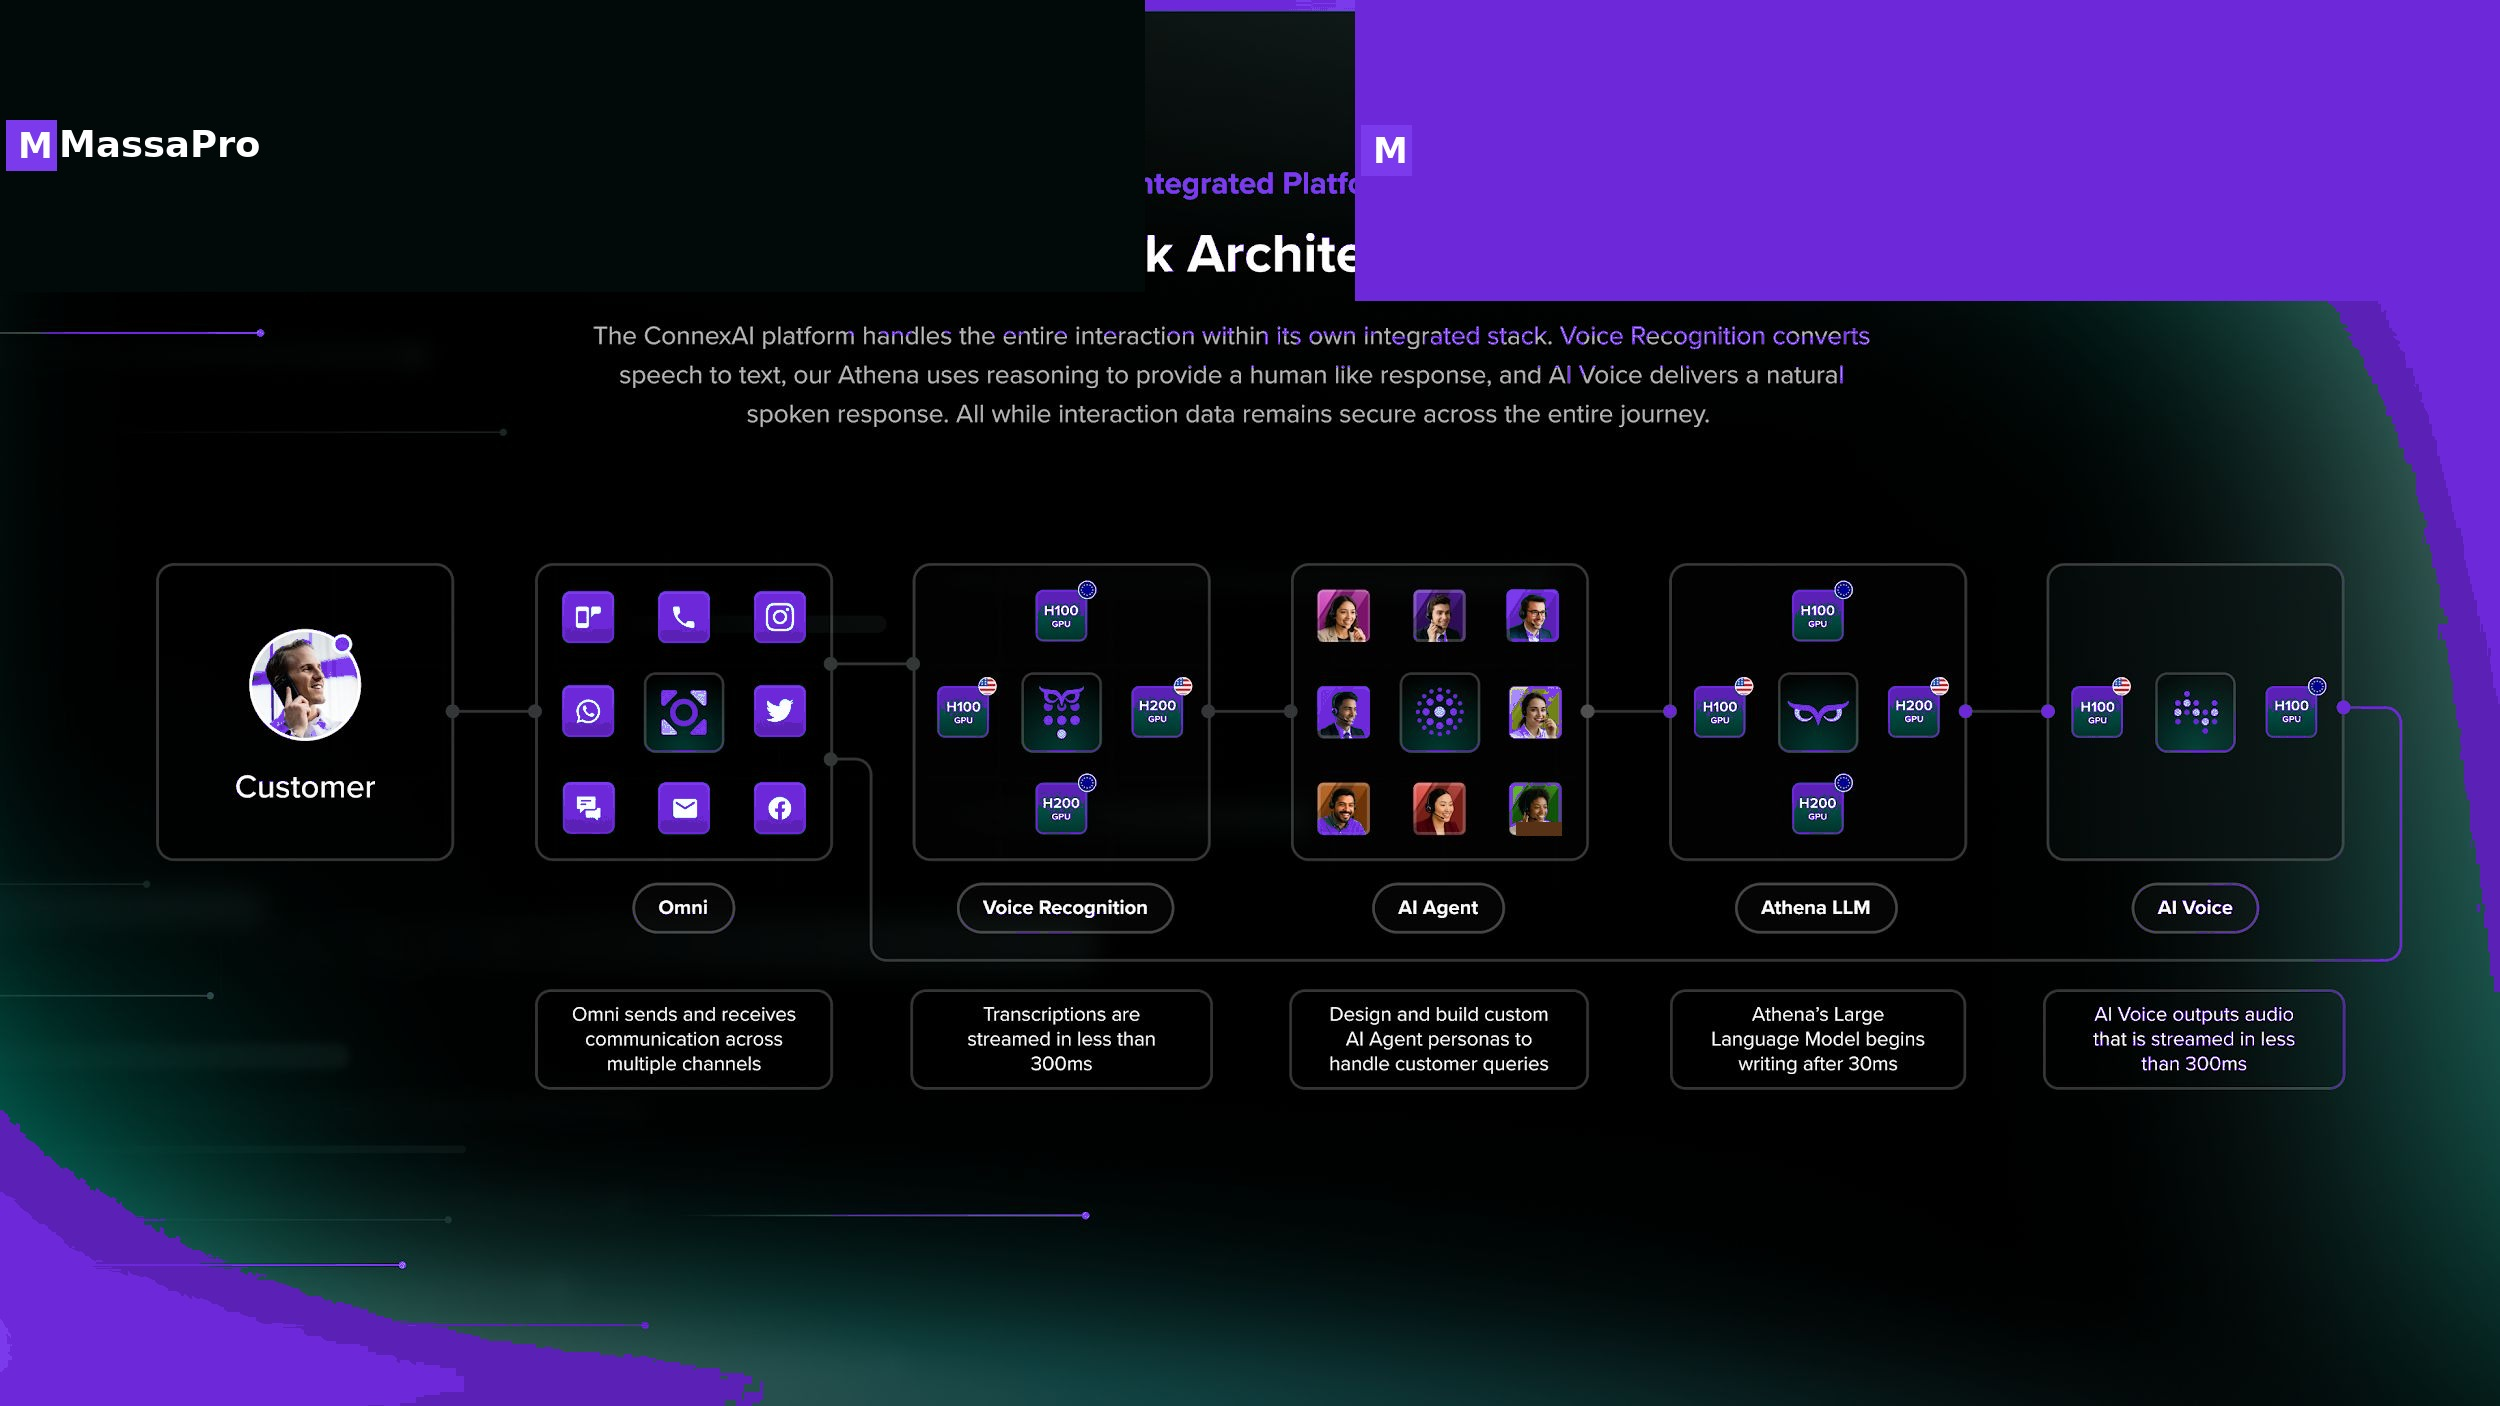 M MassaPro
M
ntegrated Platfo
k Archite
The ConnexAI platform handles the entire interaction within its own integrated stack. Voice Recognition converts
speech to text, our Athena uses reasoning to provide a human like response, and AI Voice delivers a natural
spoken response. All while interaction data remains secure across the entire journey.
Customer
H100
GPU
H100
GPU
H200
GPU
H200
GPU
H100
GPU
H100
GPU
H200
GPU
H200
GPU
H100
GPU
H100
GPU
Omni
Voice Recognition
AI Agent
Athena LLM
AI Voice
Omni sends and receives
communication across
multiple channels
Transcriptions are
streamed in less than
300ms
Design and build custom
AI Agent personas to
handle customer queries
Athena’s Large
Language Model begins
writing after 30ms
AI Voice outputs audio
that is streamed in less
than 300ms